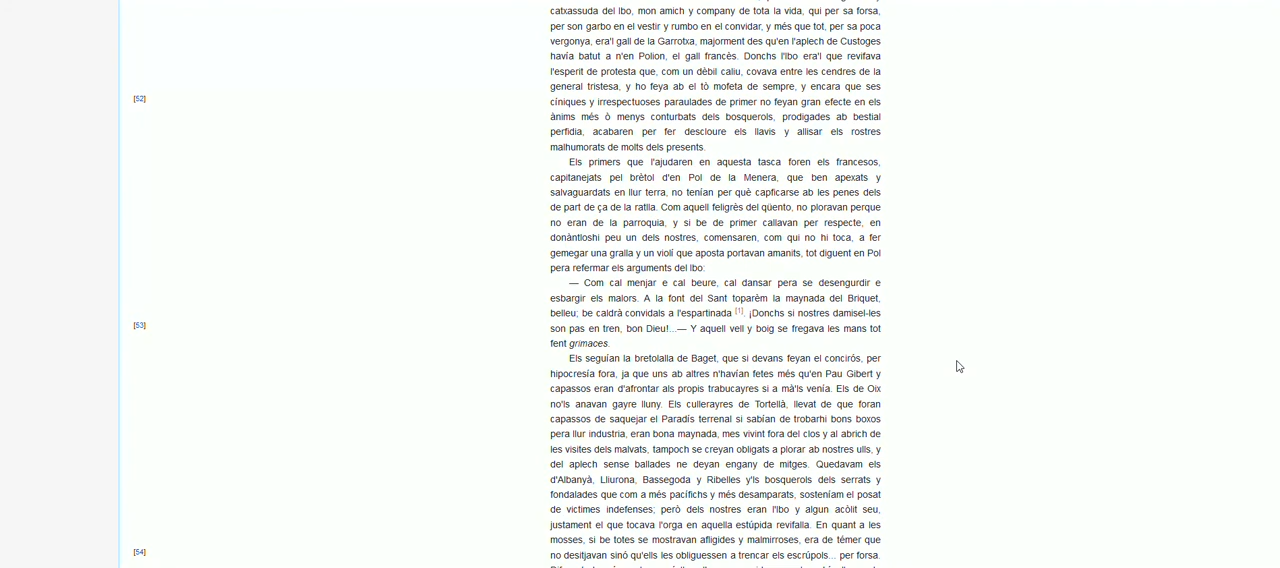 catxassuda del Ibo, mon amich y company de tota la vida, qui per sa forsa,
per son garbo en el vestir y rumbo en el convidar, y més que tot, per sa poca
vergonya, era'l gall de la Garrotxa, majorment des qu'en l'aplech de Custoges
havía batut a n'en Polion, el gall francès. Donchs l'Ibo era'l que revifava
l'esperit de protesta que, com un dèbil caliu, covava entre les cendres de la
general tristesa, y ho feya ab el tò mofeta de sempre, y encara que ses
[52]
cíniques y irrespectuoses paraulades de primer no feyan gran efecte en els
ànims més ò menys conturbats dels bosquerols, prodigades ab bestial
perfidia, acabaren per fer descloure els llavis y allisar els rostres
malhumorats de molts dels presents.
Els primers que l'ajudaren en aquesta tasca foren els francesos,
capitanejats pel brètol d'en Pol de la Menera, que ben apexats y
salvaguardats en llur terra, no tenían per què capficarse ab les penes dels
de part de ça de la ratlla. Com aquell feligrès del qüento, no ploravan perque
no eran de la parroquia, y si be de primer callavan per respecte, en
donàntloshi peu un dels nostres, comensaren, com qui no hi toca, a fer
gemegar una gralla y un violí que aposta portavan amanits, tot diguent en Pol
pera refermar els arguments del Ibo:
— Com cal menjar e cal beure, cal dansar pera se desengurdir e
esbargir els malors. A la font del Sant toparèm la maynada del Briquet,
belleu; be caldrà convidals a l'espartinada [1]. ¡Donchs si nostres damisel-les
[53]
son pas en tren, bon Dieu!...— Y aquell vell y boig se fregava les mans tot
fent grimaces.
Els seguían la bretolalla de Baget, que si devans feyan el concirós, per
hipocresía fora, ja que uns ab altres n'havían fetes més qu'en Pau Gibert y
capassos eran d'afrontar als propis trabucayres si a mà'ls venía. Els de Oix
no'ls anavan gayre lluny. Els cullerayres de Tortellà, llevat de que foran
capassos de saquejar el Paradís terrenal si sabían de trobarhi bons boxos
pera llur industria, eran bona maynada, mes vivint fora del clos y al abrich de
les visites dels malvats, tampoch se creyan obligats a plorar ab nostres ulls, y
del aplech sense ballades ne deyan engany de mitges. Quedavam els
d'Albanyà, Lliurona, Bassegoda y Ribelles y'ls bosquerols dels serrats y
fondalades que com a més pacífichs y més desamparats, sosteníam el posat
de victimes indefenses; però dels nostres eran l'Ibo y algun acòlit seu,
justament el que tocava l'orga en aquella estúpida revifalla. En quant a les
mosses, si be totes se mostravan afligides y malmirroses, era de témer que
[54]
no desitjavan sinó qu'ells les obliguessen a trencar els escrúpols... per forsa.